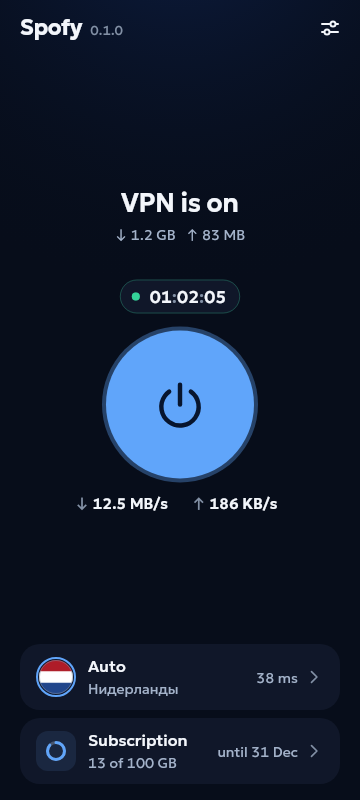 Spofy 0.1.0
VPN is on
↓ 1.2 GB ↑ 83 MB
01:02:05
↓ 12.5 MB/s ↑ 186 KB/s
Auto
Нидерланды
38 ms
Subscription
13 of 100 GB
until 31 Dec